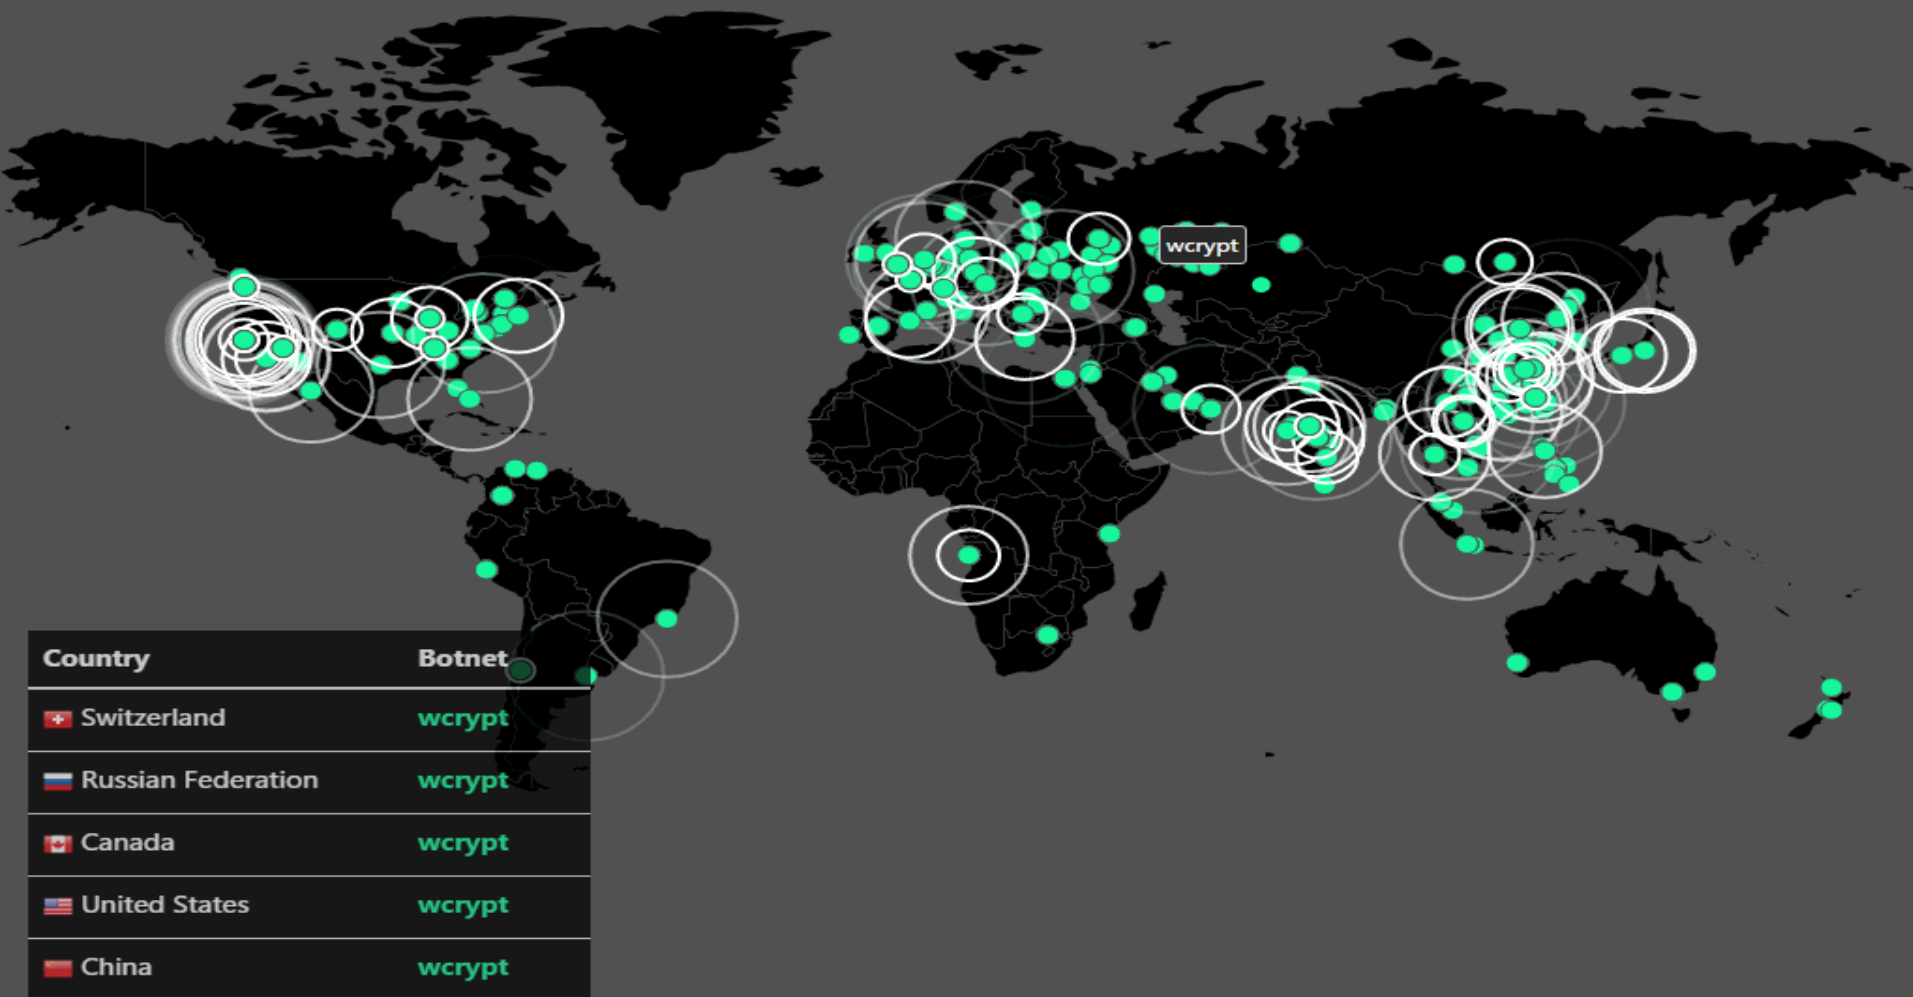 wcrypt
Country Botnet
Switzerland wcrypt
Russian Federation wcrypt
Canada wcrypt
United States wcrypt
China wcrypt